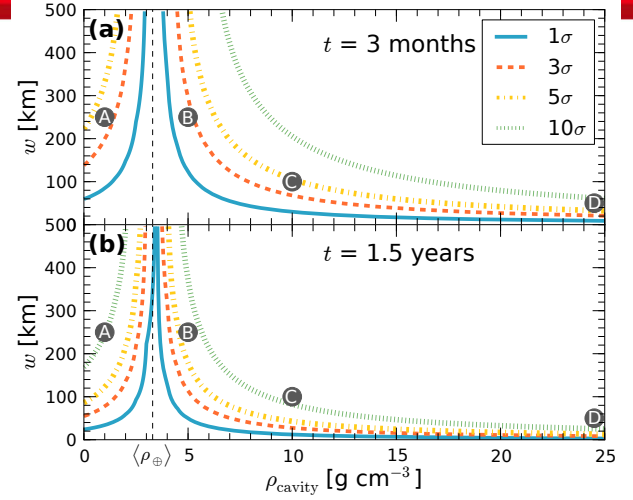 500
400
300
200
100
w [km]
(a)
t = 3 months
1σ
3σ
5σ
10σ
A
B
C
D
500
400
300
200
100
0
w [km]
(b)
t = 1.5 years
A
B
C
D
0
⟨ρ⊕⟩
5
10
15
20
25
ρcavity [g cm⁻³]